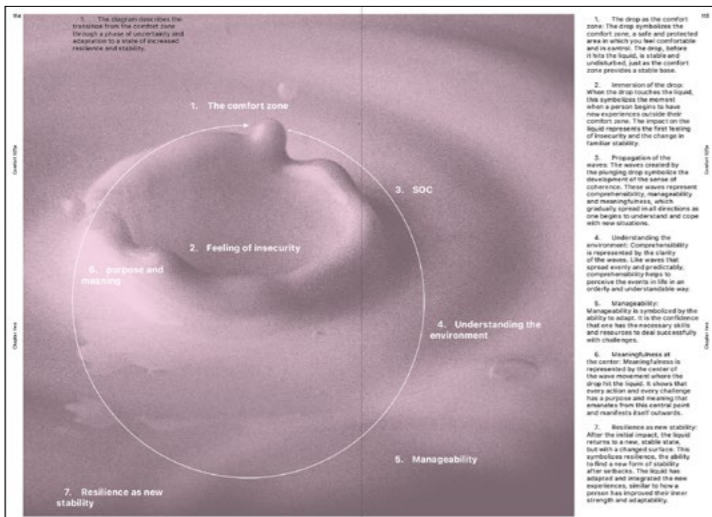 114
1. The diagram describes the
transition from the comfort zone
through a phase of uncertainty and
adaptation to a state of increased
resilience and stability.
Chapter two
1. The comfort zone
2. Feeling of insecurity
3. SOC
4. Understanding the
environment
5. Manageability
6. purpose and
meaning
7. Resilience as new
stability
1. The drop as the comfort
zone: The drop symbolizes the
comfort zone, a safe and protected
area in which you feel comfortable
and in control. The drop, before
it hits the liquid, is stable and
undisturbed, just as the comfort
zone provides a stable base.
2. Immersion of the drop:
When the drop touches the liquid,
this symbolizes the moment
when a person begins to have
new experiences outside their
comfort zone. The impact on the
liquid represents the first feeling
of insecurity and the change in
familiar stability.
3. Propagation of the
waves: The waves created by
the plunging drop symbolize the
development of the sense of
coherence. These waves represent
comprehensibility, manageability
and meaningfulness, which
gradually spread in all directions as
one begins to understand and cope
with new situations.
4. Understanding the
environment: Comprehensibility
is represented by the clarity
of the waves. Like waves that
spread evenly and predictably,
comprehensibility helps to
perceive the events in life in an
orderly and understandable way.
5. Manageability:
Manageability is symbolized by the
ability to adapt. It is the confidence
that one has the necessary skills
and resources to deal successfully
with challenges.
6. Meaningfulness at
the center: Meaningfulness is
represented by the center of
the wave movement where the
drop hit the liquid. It shows that
every action and every challenge
has a purpose and meaning that
emanates from this central point
and manifests itself outwards.
7. Resilience as new stability:
After the initial impact, the liquid
returns to a new, stable state,
but with a changed surface. This
symbolizes resilience, the ability
to find a new form of stability
after setbacks. The liquid has
adapted and integrated the new
experiences, similar to how a
person has improved their inner
strength and adaptability.
Chapter two